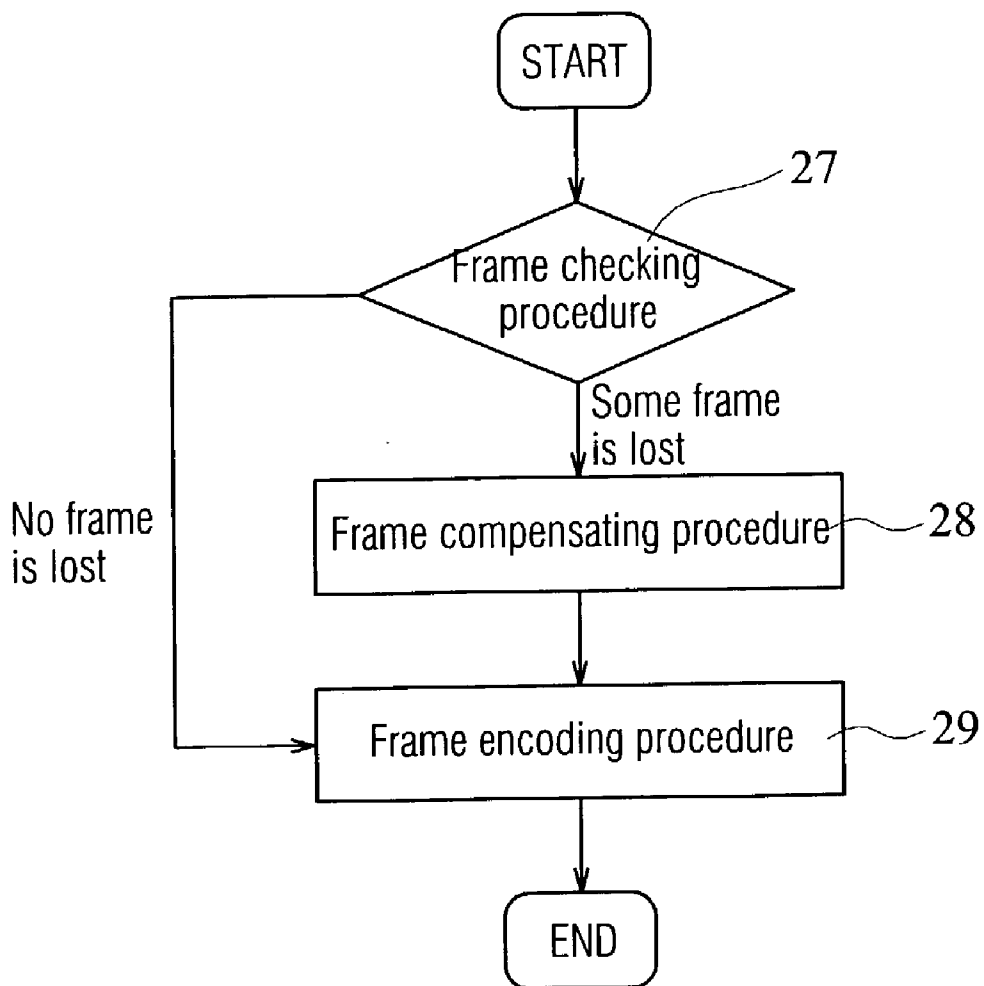 START
27
Frame checking
procedure
Some frame
is lost
No frame
is lost
Frame compensating procedure
28
Frame encoding procedure
29
END